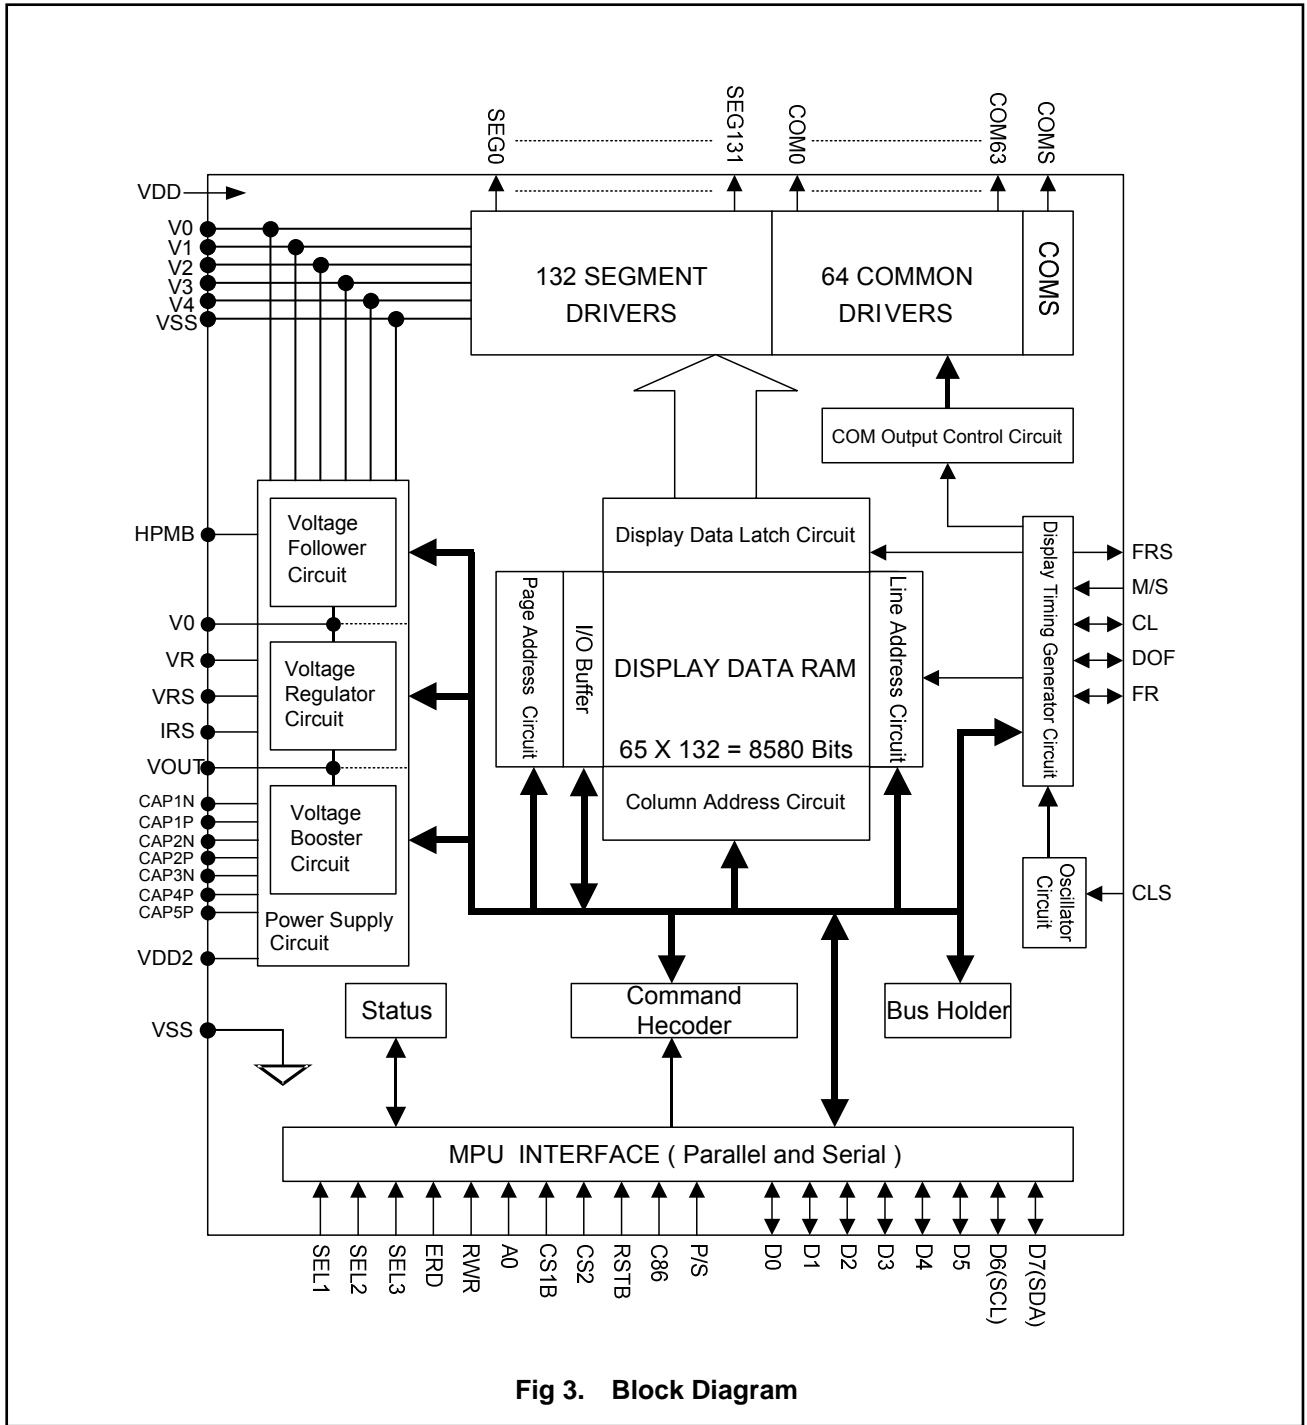 SEG0
SEG131
COM0
COM63
COMS
VDD
V0
V1
V2
V3
V4
VSS
132 SEGMENT
DRIVERS
64 COMMON
DRIVERS
COMS
COM Output Control Circuit
HPMB
V0
VR
VRS
IRS
VOUT
CAP1N
CAP1P
CAP2N
CAP2P
CAP3N
CAP4P
CAP5P
VDD2
VSS
Voltage
Follower
Circuit
Voltage
Regulator
Circuit
Voltage
Booster
Circuit
Power Supply
Circuit
Display Data Latch Circuit
Page Address Circuit
I/O Buffer
DISPLAY DATA RAM
65 X 132 = 8580 Bits
Line Address Circuit
Column Address Circuit
Display Timing Generator Circuit
FRS
M/S
CL
DOF
FR
Oscillator
Circuit
CLS
Status
Command
Hecoder
Bus Holder
MPU INTERFACE ( Parallel and Serial )
SEL1
SEL2
SEL3
ERD
RWR
A0
CS1B
CS2
RSTB
C86
P/S
D0
D1
D2
D3
D4
D5
D6(SCL)
D7(SDA)
Fig 3. Block Diagram